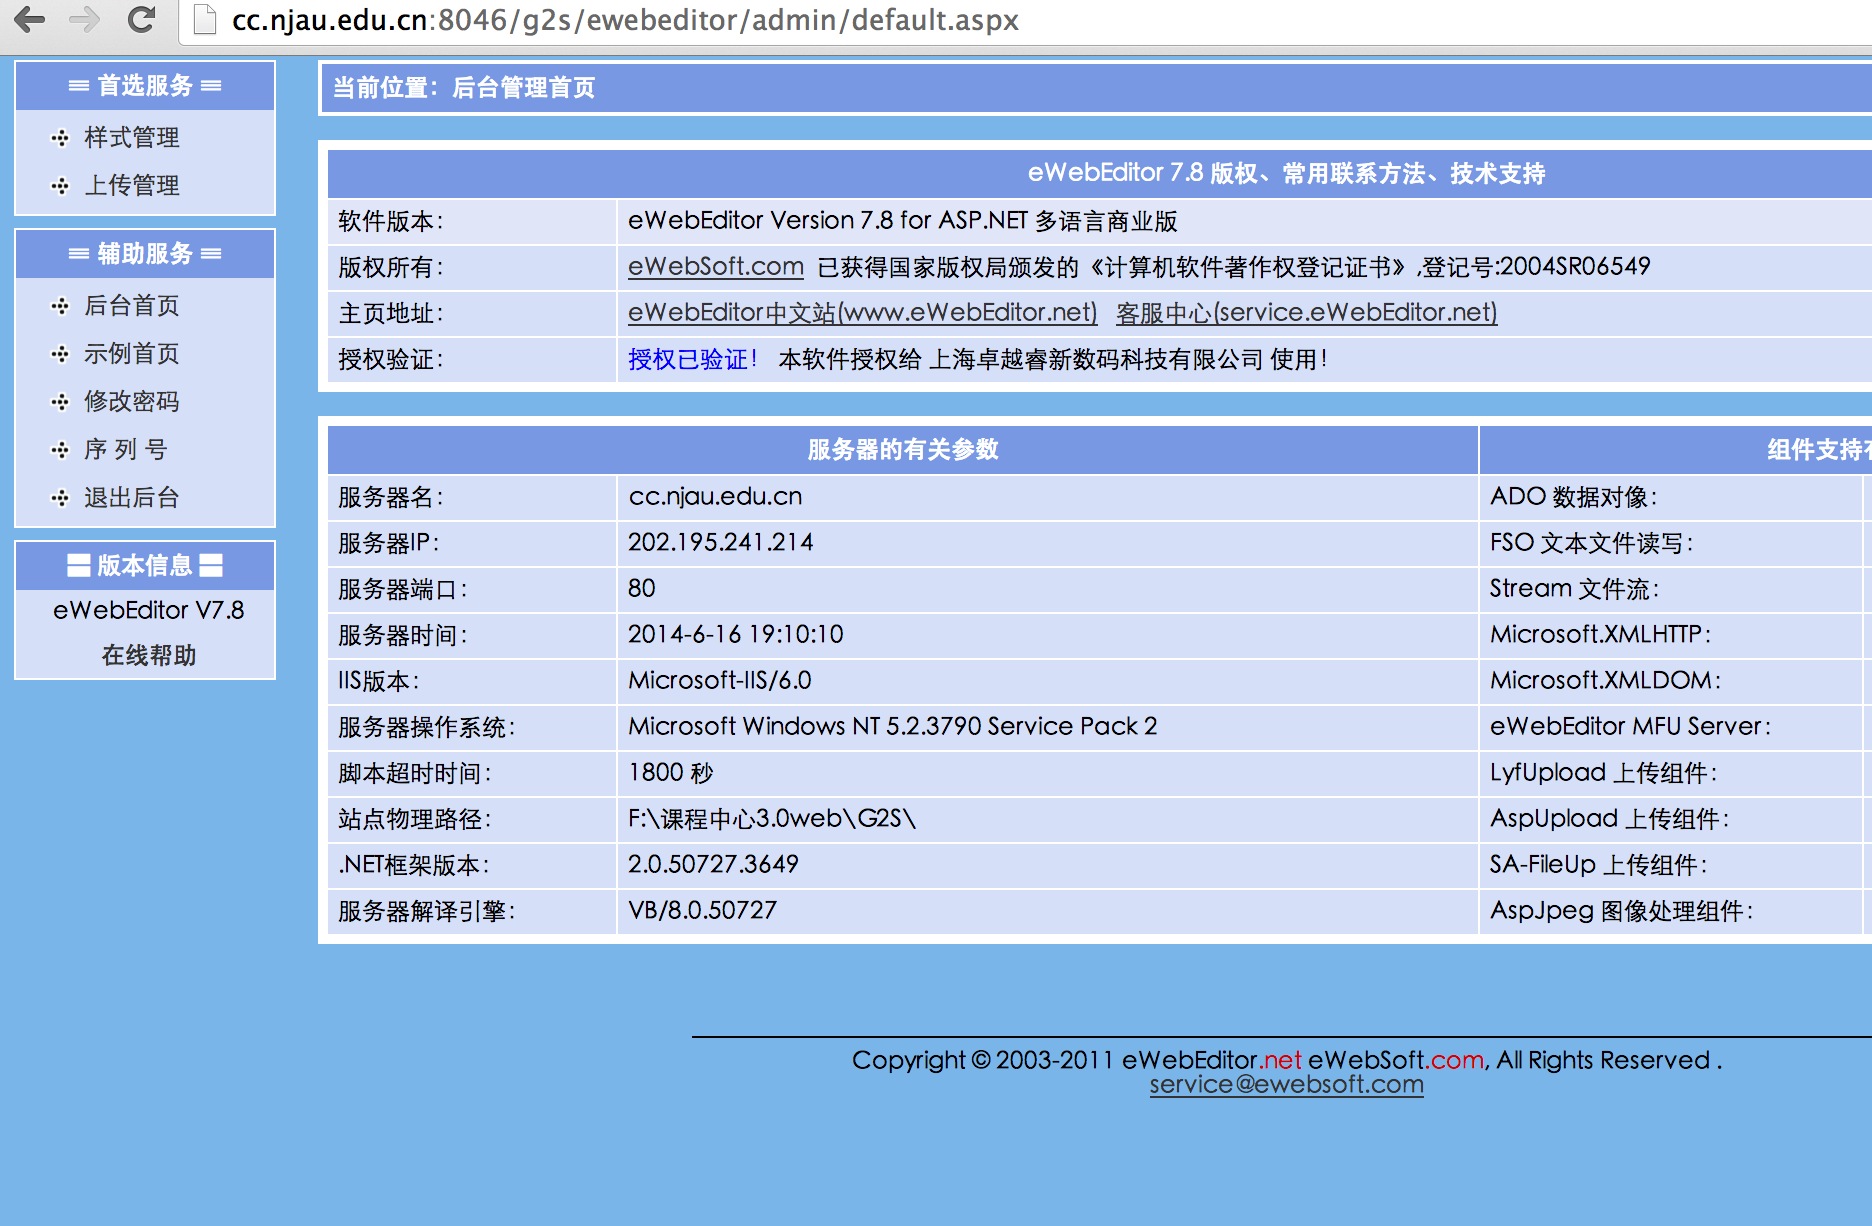 cc.njau.edu.cn:8046/g2s/ewebeditor/admin/default.aspx
首选服务
样式管理
上传管理
辅助服务
后台首页
示例首页
修改密码
序 列 号
退出后台
版本信息
eWebEditor V7.8
在线帮助
当前位置：后台管理首页
eWebEditor 7.8 版权、常用联系方法、技术支持
软件版本： eWebEditor Version 7.8 for ASP.NET 多语言商业版
版权所有： eWebSoft.com 已获得国家版权局颁发的《计算机软件著作权登记证书》,登记号:2004SR06549
主页地址： eWebEditor中文站(www.eWebEditor.net) 客服中心(service.eWebEditor.net)
授权验证： 授权已验证！ 本软件授权给 上海卓越睿新数码科技有限公司 使用！
服务器的有关参数 组件支持
服务器名： cc.njau.edu.cn ADO 数据对像：
服务器IP： 202.195.241.214 FSO 文本文件读写：
服务器端口： 80 Stream 文件流：
服务器时间： 2014-6-16 19:10:10 Microsoft.XMLHTTP：
IIS版本： Microsoft-IIS/6.0 Microsoft.XMLDOM：
服务器操作系统： Microsoft Windows NT 5.2.3790 Service Pack 2 eWebEditor MFU Server：
脚本超时时间： 1800 秒 LyfUpload 上传组件：
站点物理路径： F:\课程中心3.0web\G2S\ AspUpload 上传组件：
.NET框架版本： 2.0.50727.3649 SA-FileUp 上传组件：
服务器解译引擎： VB/8.0.50727 AspJpeg 图像处理组件：
Copyright © 2003-2011 eWebEditor.net eWebSoft.com, All Rights Reserved .
service@ewebsoft.com